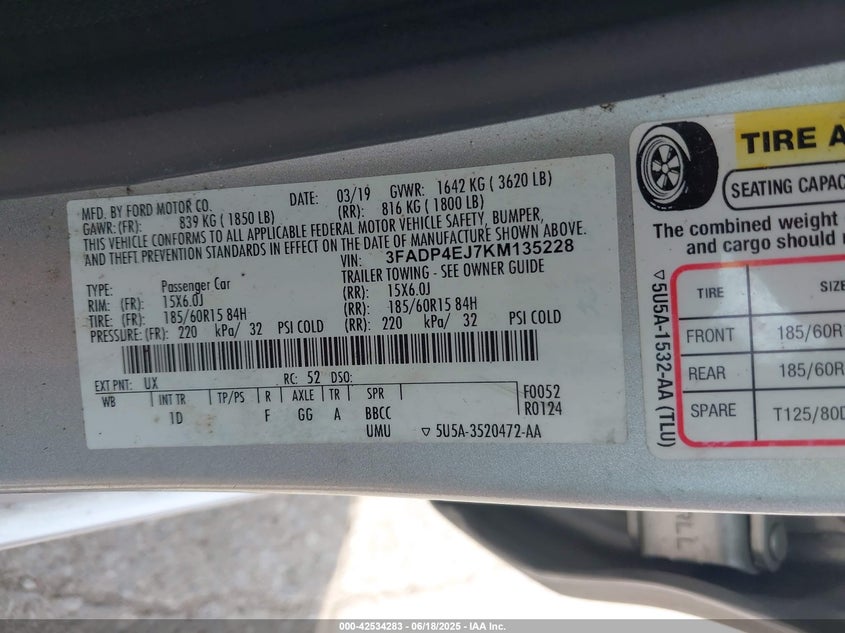 MFD. BY FORD MOTOR CO.
DATE: 03/19 GVWR: 1642 KG ( 3620 LB)
GAWR: (FR): 839 KG ( 1850 LB) (RR): 816 KG ( 1800 LB)
THIS VEHICLE CONFORMS TO ALL APPLICABLE FEDERAL MOTOR VEHICLE SAFETY, BUMPER,
AND THEFT PREVENTION STANDARDS IN EFFECT ON THE DATE OF MANUFACTURE SHOWN ABOVE.
VIN: 3FADP4EJ7KM135228
TYPE: Passenger Car TRAILER TOWING - SEE OWNER GUIDE
RIM: (FR): 15X6.0J (RR): 15X6.0J
TIRE: (FR): 185/60R15 84H (RR): 185/60R15 84H
PRESSURE: (FR): 220 kPa/ 32 PSI COLD (RR): 220 kPa/ 32 PSI COLD
EXT PNT: UX RC: 52 DSO:
WB INT TR TP/PS R AXLE TR SPR F0052
1D F GG A BBCC R0124
UMU ▽ 5U5A-3520472-AA
TIRE A
SEATING CAPAC
The combined weight
and cargo should
TIRE SIZE
FRONT 185/60R
REAR 185/60R
SPARE T125/80D
▽5U5A-1532-AA (TLU)
000-42534283 - 06/18/2025 - IAA Inc.